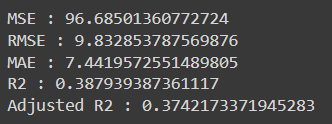 MSE : 96.68501360772724
RMSE : 9.832853787569876
MAE : 7.4419572551489805
R2 : 0.387939387361117
Adjusted R2 : 0.3742173371945283